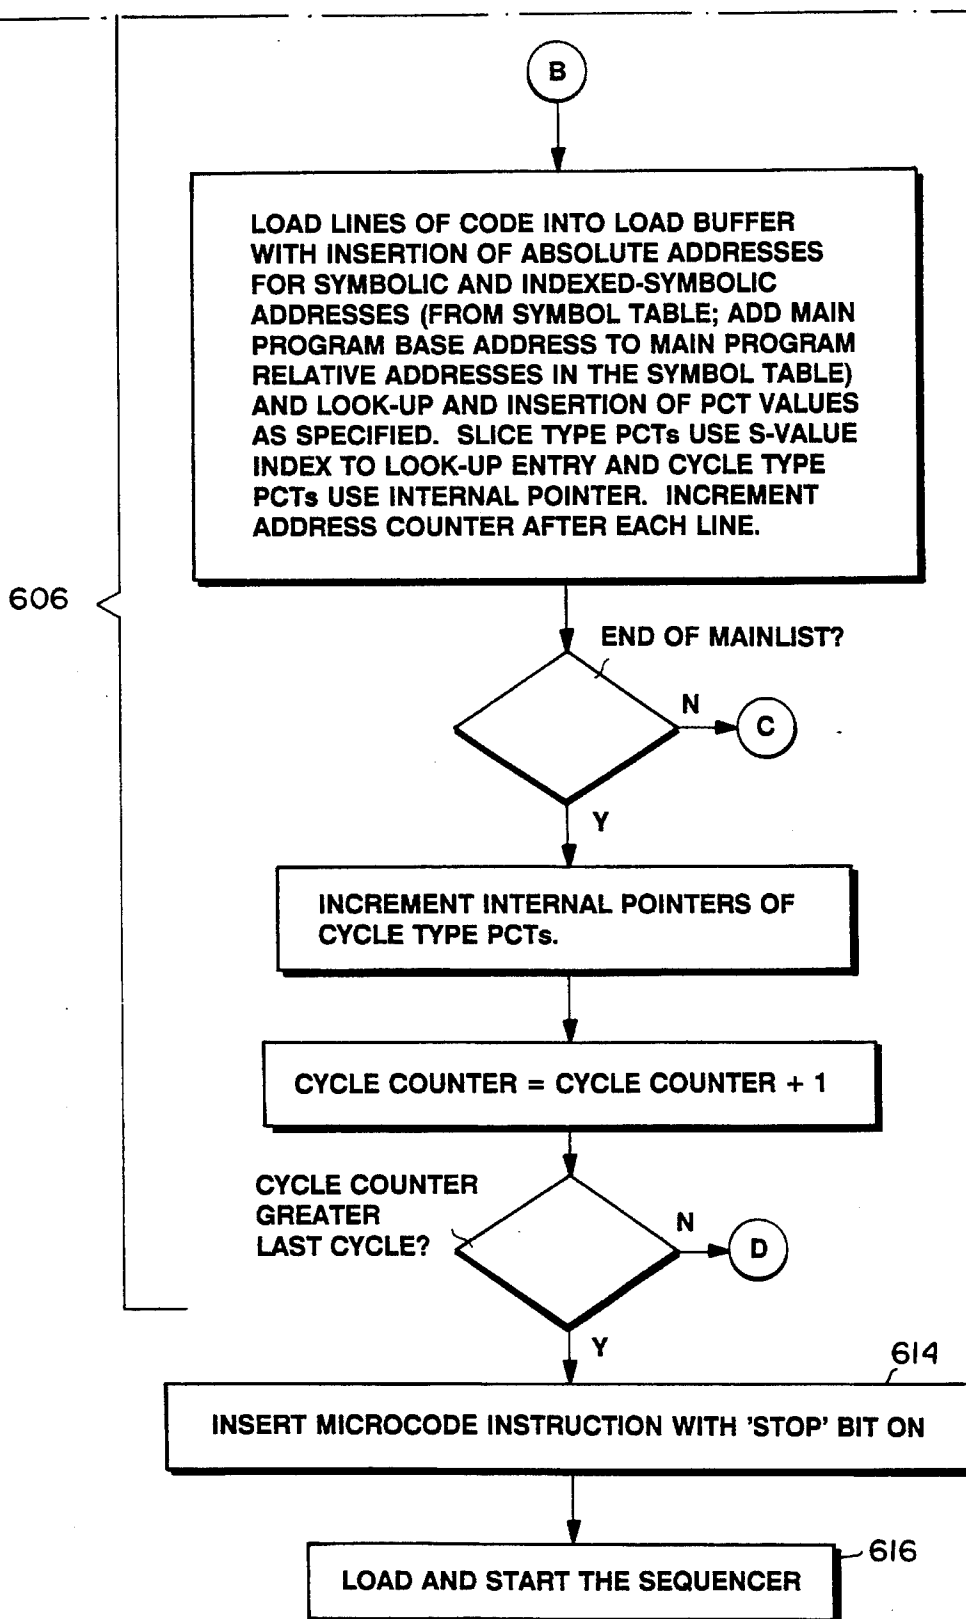 B
LOAD LINES OF CODE INTO LOAD BUFFER
WITH INSERTION OF ABSOLUTE ADDRESSES
FOR SYMBOLIC AND INDEXED-SYMBOLIC
ADDRESSES (FROM SYMBOL TABLE; ADD MAIN
PROGRAM BASE ADDRESS TO MAIN PROGRAM
RELATIVE ADDRESSES IN THE SYMBOL TABLE)
AND LOOK-UP AND INSERTION OF PCT VALUES
AS SPECIFIED. SLICE TYPE PCTs USE S-VALUE
INDEX TO LOOK-UP ENTRY AND CYCLE TYPE
PCTs USE INTERNAL POINTER. INCREMENT
ADDRESS COUNTER AFTER EACH LINE.
606
END OF MAINLIST?
N
C
Y
INCREMENT INTERNAL POINTERS OF
CYCLE TYPE PCTs.
CYCLE COUNTER = CYCLE COUNTER + 1
CYCLE COUNTER
GREATER
LAST CYCLE?
N
D
Y
614
INSERT MICROCODE INSTRUCTION WITH 'STOP' BIT ON
616
LOAD AND START THE SEQUENCER